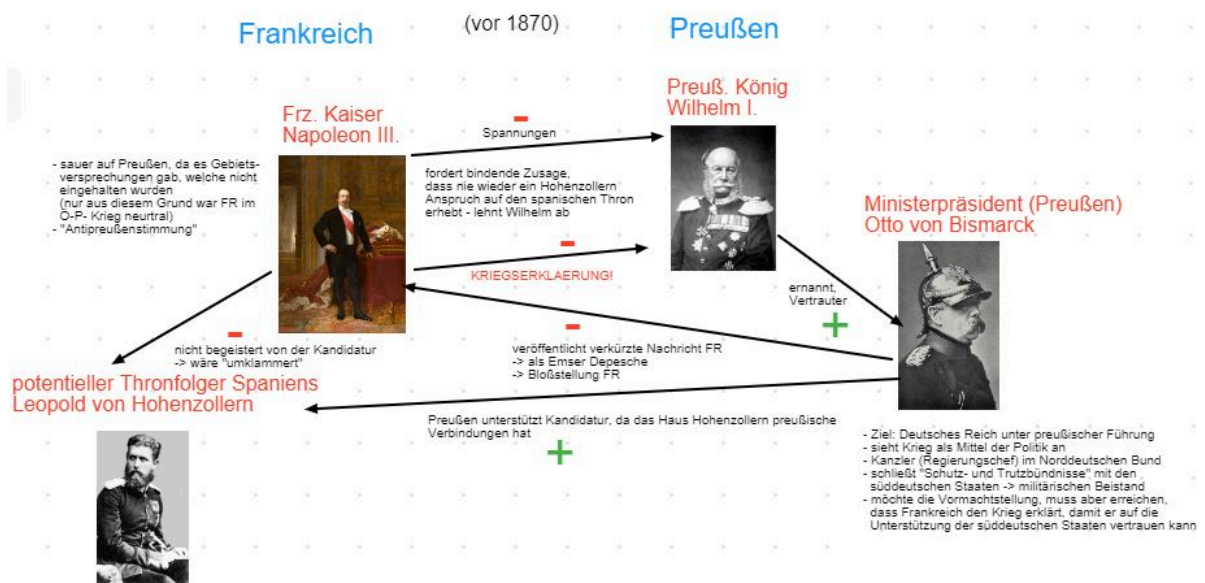 Frankreich
(vor 1870)
Preußen
Frz. Kaiser
Napoleon III.
Preuß. König
Wilhelm I.
- Spannungen
- sauer auf Preußen, da es Gebiets-
versprechungen gab, welche nicht
eingehalten wurden
(nur aus diesem Grund war FR im
Ö-P- Krieg neurtral)
- "Antipreußenstimmung"
fordert bindende Zusage,
dass nie wieder ein Hohenzollern
Anspruch auf den spanischen Thron
erhebt - lehnt Wilhelm ab
-
KRIEGSERKLAERUNG!
Ministerpräsident (Preußen)
Otto von Bismarck
ernannt,
Vertrauter
+
-
nicht begeistert von der Kandidatur
-> wäre "umklammert"
-
veröffentlicht verkürzte Nachricht FR
-> als Emser Depesche
-> Bloßstellung FR
potentieller Thronfolger Spaniens
Leopold von Hohenzollern
Preußen unterstützt Kandidatur, da das Haus Hohenzollern preußische
Verbindungen hat
+
- Ziel: Deutsches Reich unter preußischer Führung
- sieht Krieg als Mittel der Politik an
- Kanzler (Regierungschef) im Norddeutschen Bund
- schließt "Schutz- und Trutzbündnisse" mit den
süddeutschen Staaten -> militärischen Beistand
- möchte die Vormachtstellung, muss aber erreichen,
dass Frankreich den Krieg erklärt, damit er auf die
Unterstützung der süddeutschen Staaten vertrauen kann